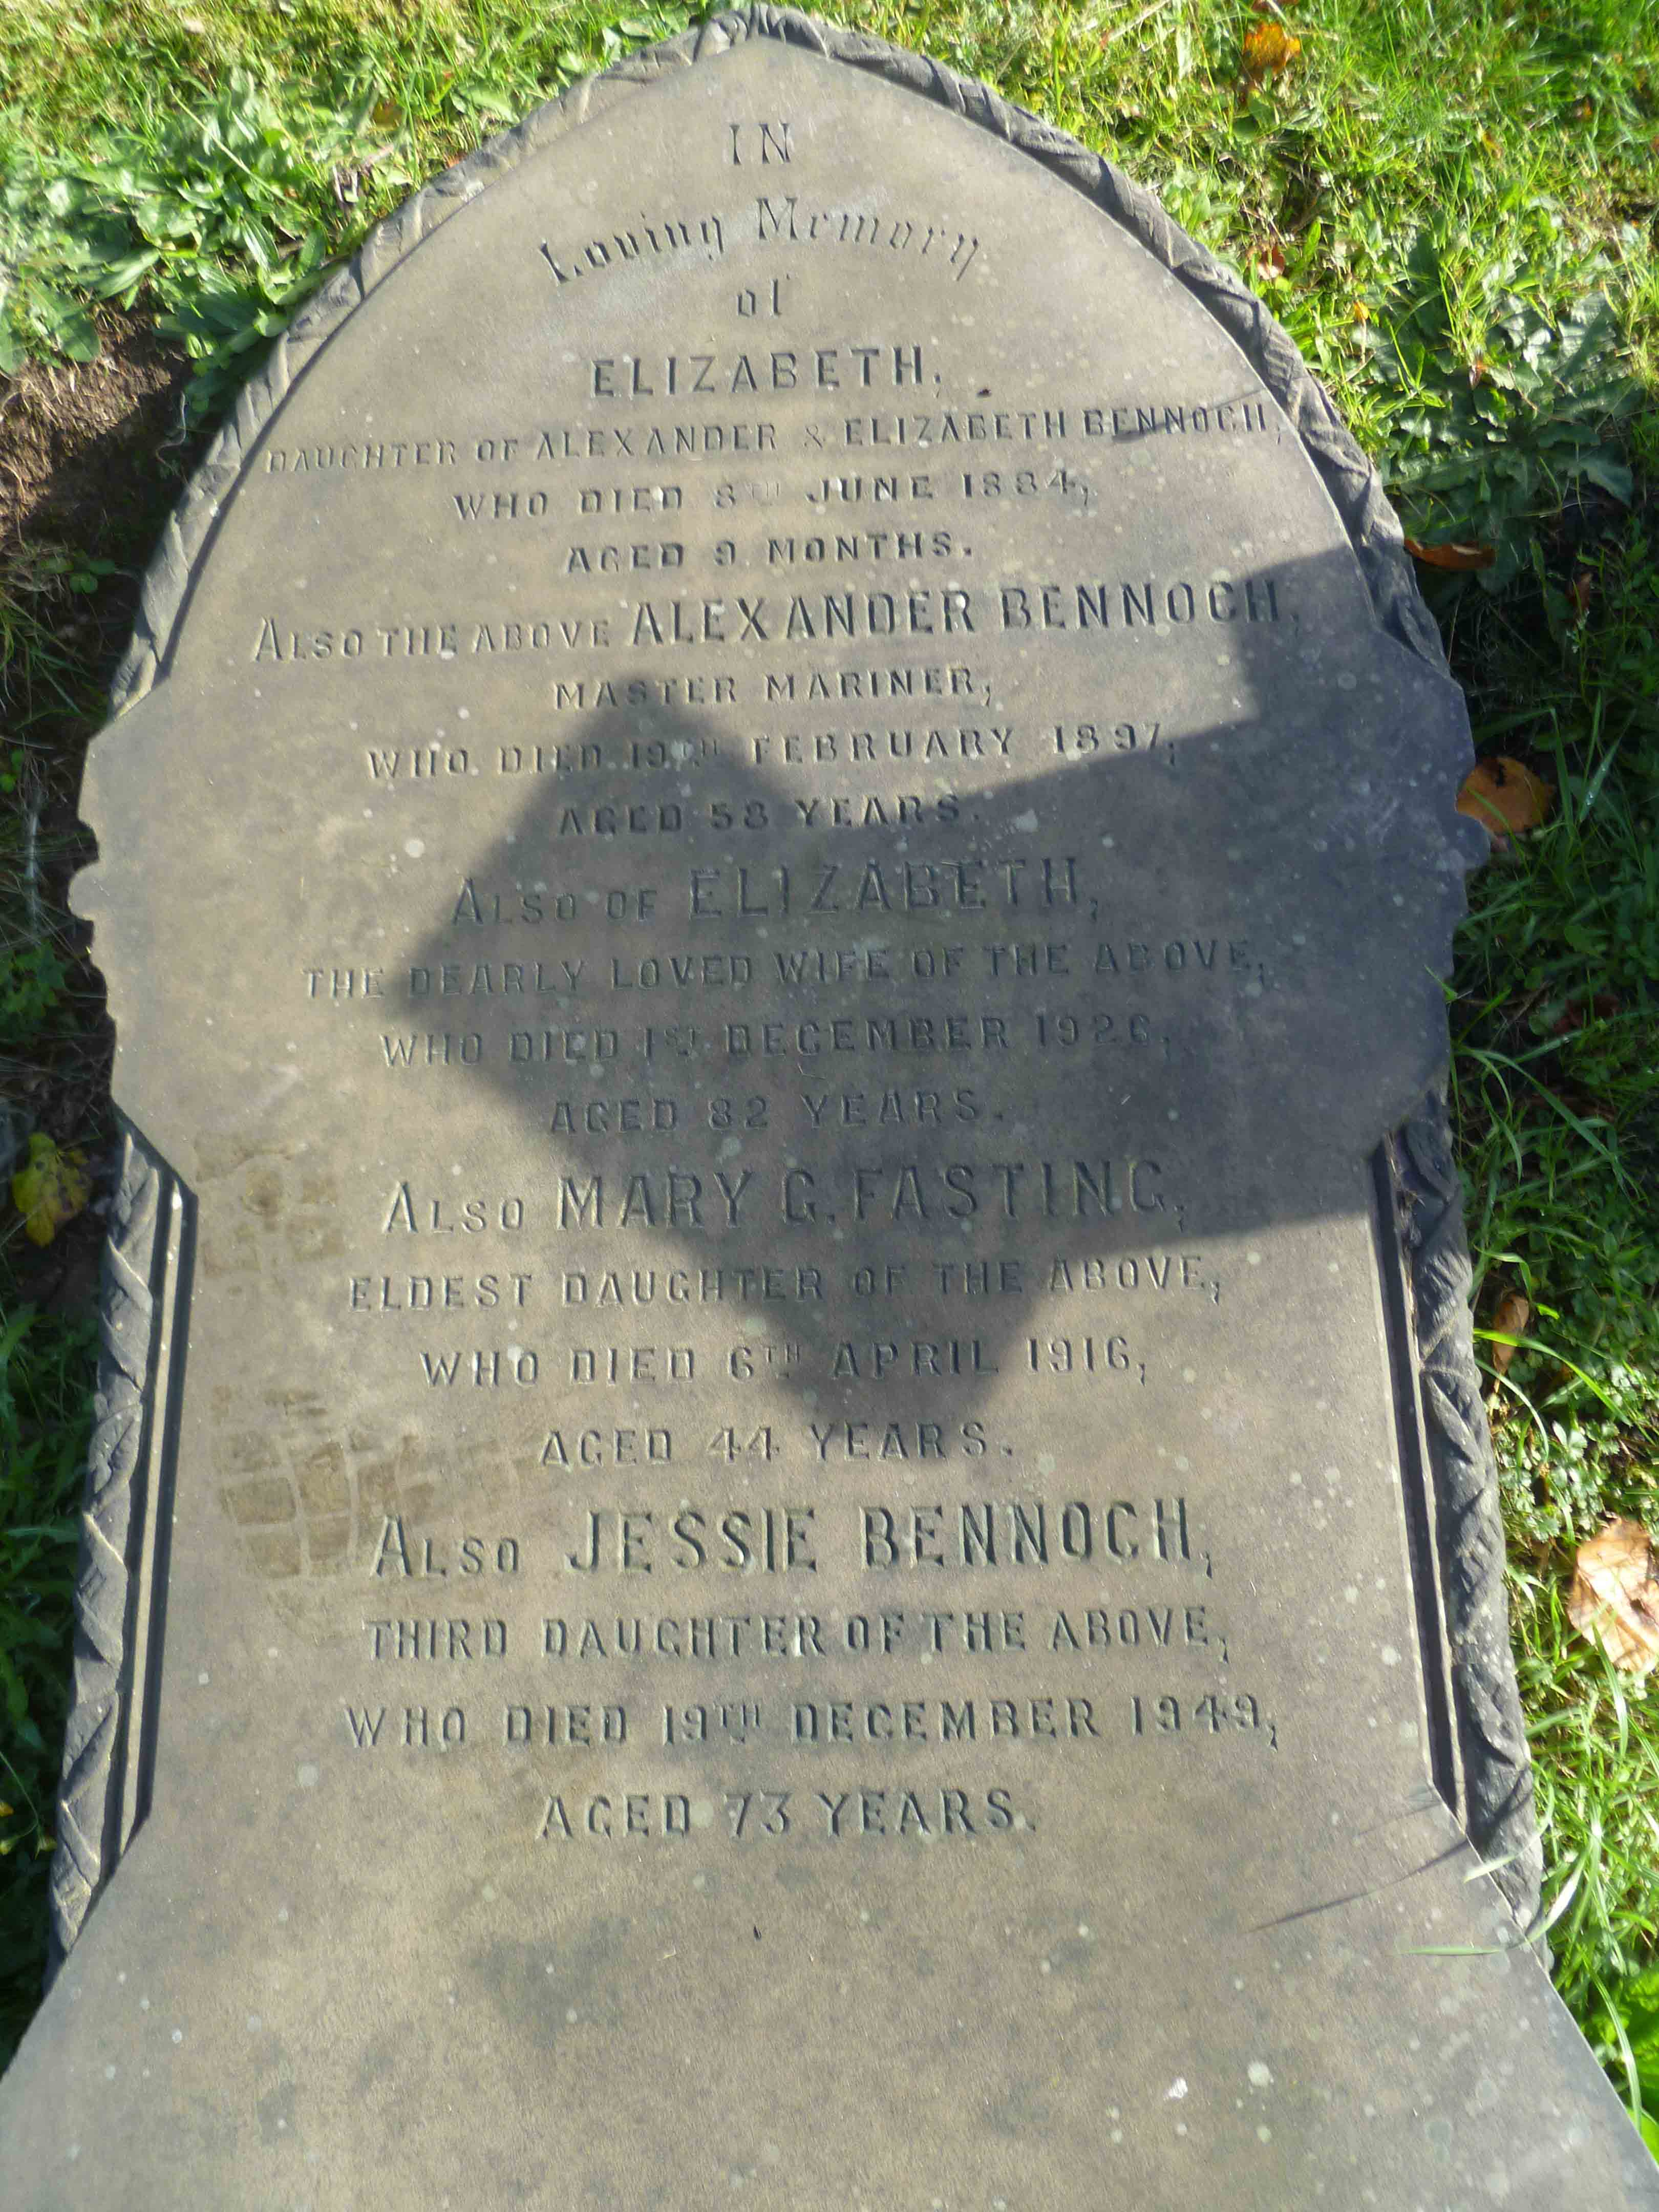 IN
Loving Memory
of
ELIZABETH,
DAUGHTER OF ALEXANDER & ELIZABETH BENNOCH,
WHO DIED 8TH JUNE 1884,
AGED 9 MONTHS.
ALSO THE ABOVE ALEXANDER BENNOCH,
MASTER MARINER,
WHO DIED 19TH FEBRUARY 1897,
AGED 58 YEARS.
ALSO OF ELIZABETH,
THE DEARLY LOVED WIFE OF THE ABOVE,
WHO DIED 1ST DECEMBER 1926,
AGED 82 YEARS.
ALSO MARY G. FASTING,
ELDEST DAUGHTER OF THE ABOVE,
WHO DIED 6TH APRIL 1916,
AGED 44 YEARS.
ALSO JESSIE BENNOCH,
THIRD DAUGHTER OF THE ABOVE,
WHO DIED 19TH DECEMBER 1949,
AGED 73 YEARS.